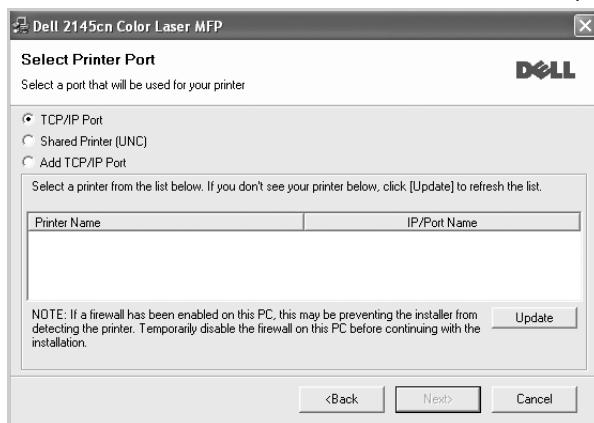 Dell 2145cn Color Laser MFP
Select Printer Port
Select a port that will be used for your printer
DELL
TCP/IP Port
Shared Printer (UNC)
Add TCP/IP Port
Select a printer from the list below. If you don't see your printer below, click [Update] to refresh the list.
Printer Name IP/Port Name
NOTE: If a firewall has been enabled on this PC, this may be preventing the installer from
detecting the printer. Temporarily disable the firewall on this PC before continuing with the
installation.
Update
<Back Next> Cancel